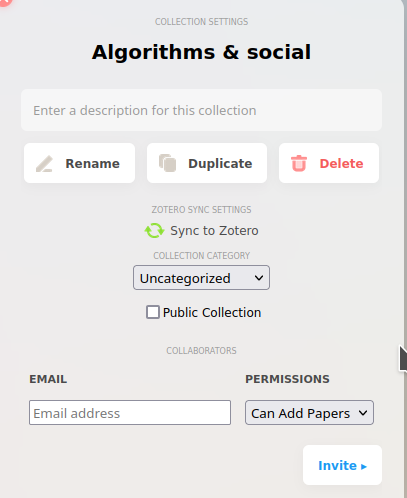 COLLECTION SETTINGS
Algorithms & social
Enter a description for this collection
Rename
Duplicate
Delete
ZOTERO SYNC SETTINGS
Sync to Zotero
COLLECTION CATEGORY
Uncategorized
Public Collection
COLLABORATORS
EMAIL PERMISSIONS
Email address Can Add Papers
Invite ▸